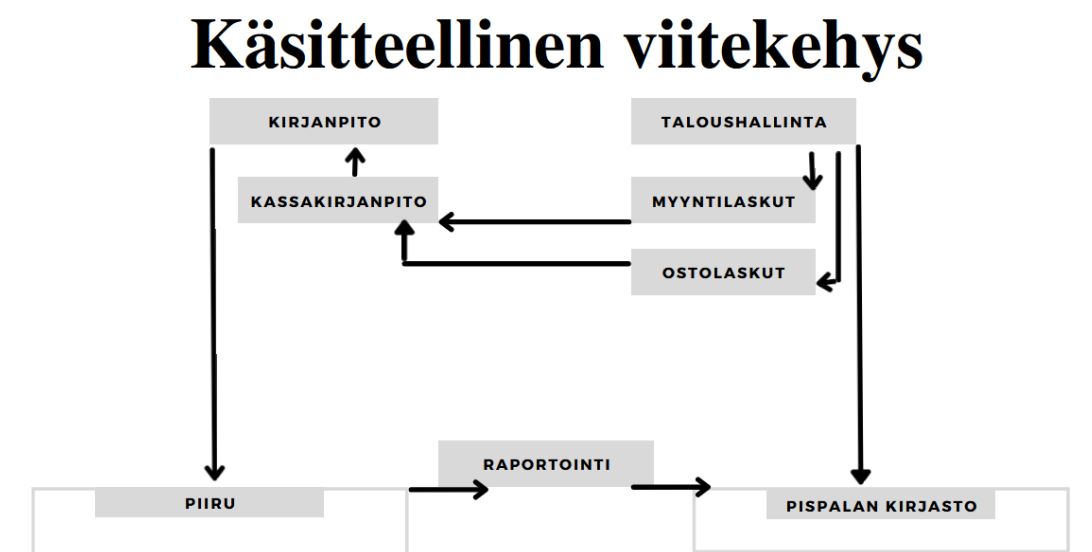 Käsitteellinen viitekehys
KIRJANPITO
TALOUSHALLINTA
KASSAKIRJANPITO
MYYNTILASKUT
OSTOLASKUT
RAPORTOINTI
PIIRU
PISPALAN KIRJASTO